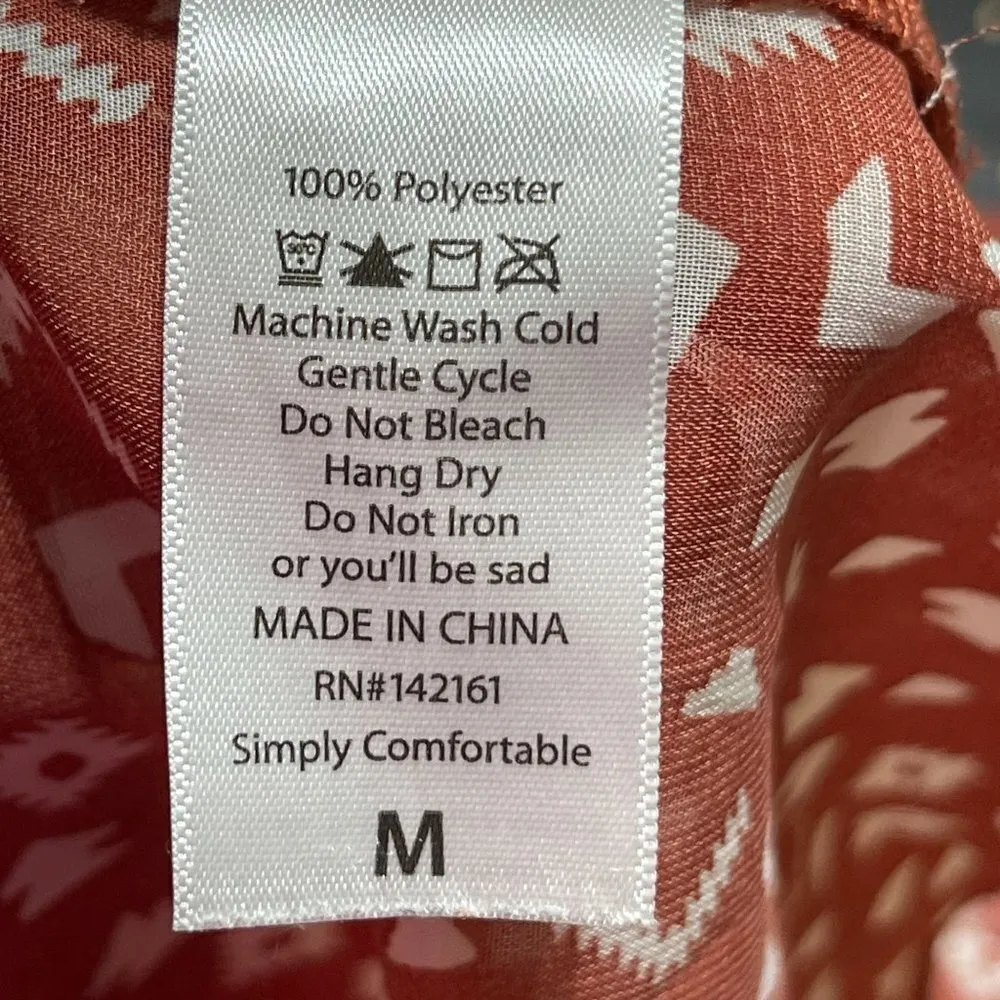 100% Polyester
30°C
Machine Wash Cold
Gentle Cycle
Do Not Bleach
Hang Dry
Do Not Iron
or you'll be sad
MADE IN CHINA
RN#142161
Simply Comfortable
M